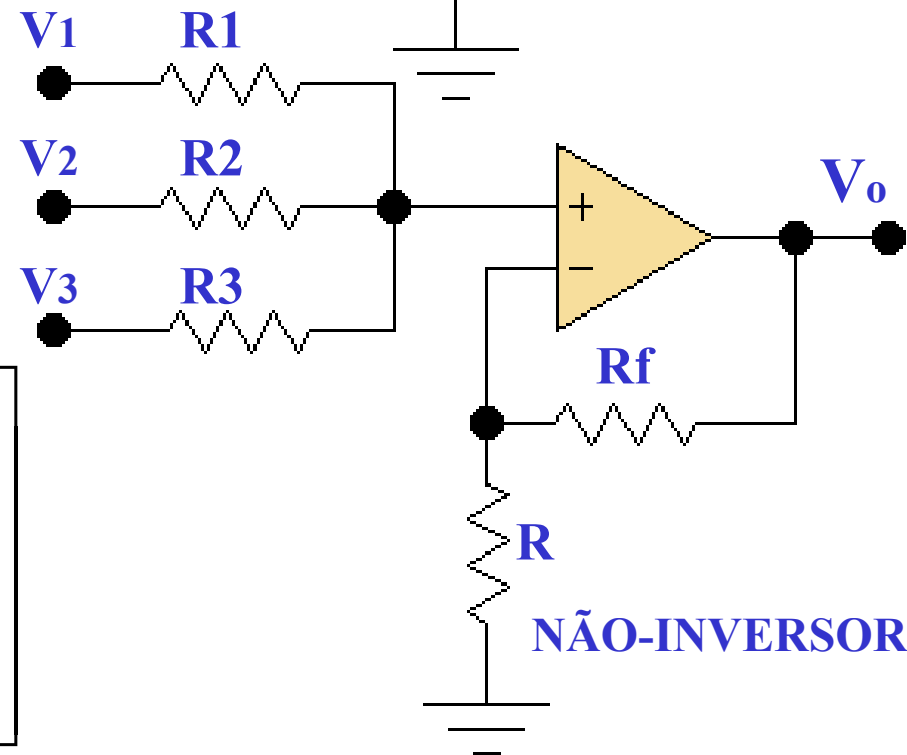 V1 R1
V2 R2
V3 R3
+
−
Vo
Rf
R
NÃO-INVERSOR